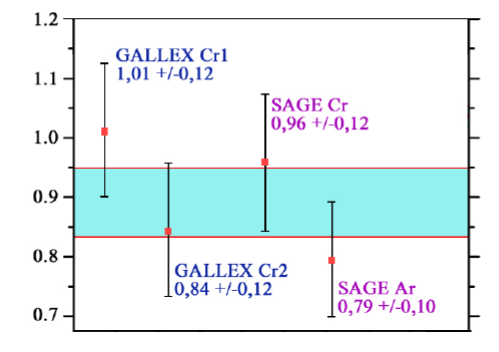 1.2
GALLEX Cr1
1,01 +/-0,12
1.1
SAGE Cr
0,96 +/-0,12
1.0
0.9
0.8
GALLEX Cr2
0,84 +/-0,12
SAGE Ar
0,79 +/-0,10
0.7